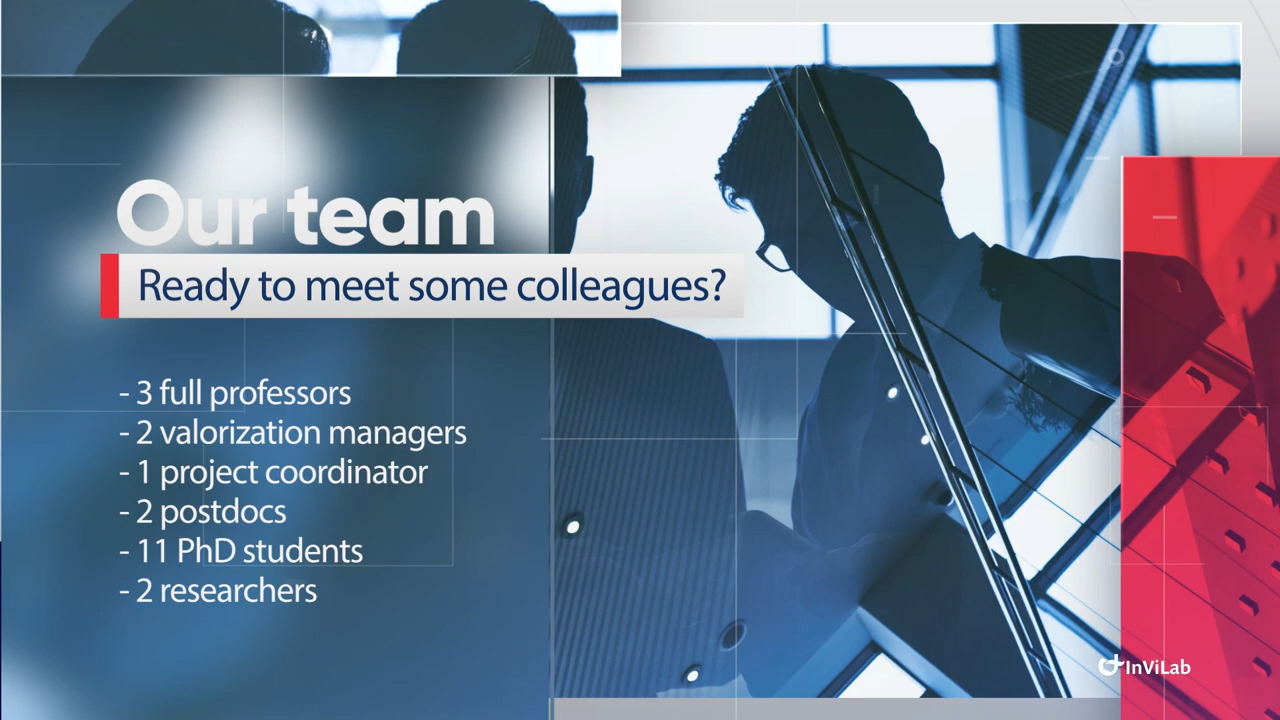 Our team
Ready to meet some colleagues?
- 3 full professors
- 2 valorization managers
- 1 project coordinator
- 2 postdocs
- 11 PhD students
- 2 researchers
InViLab